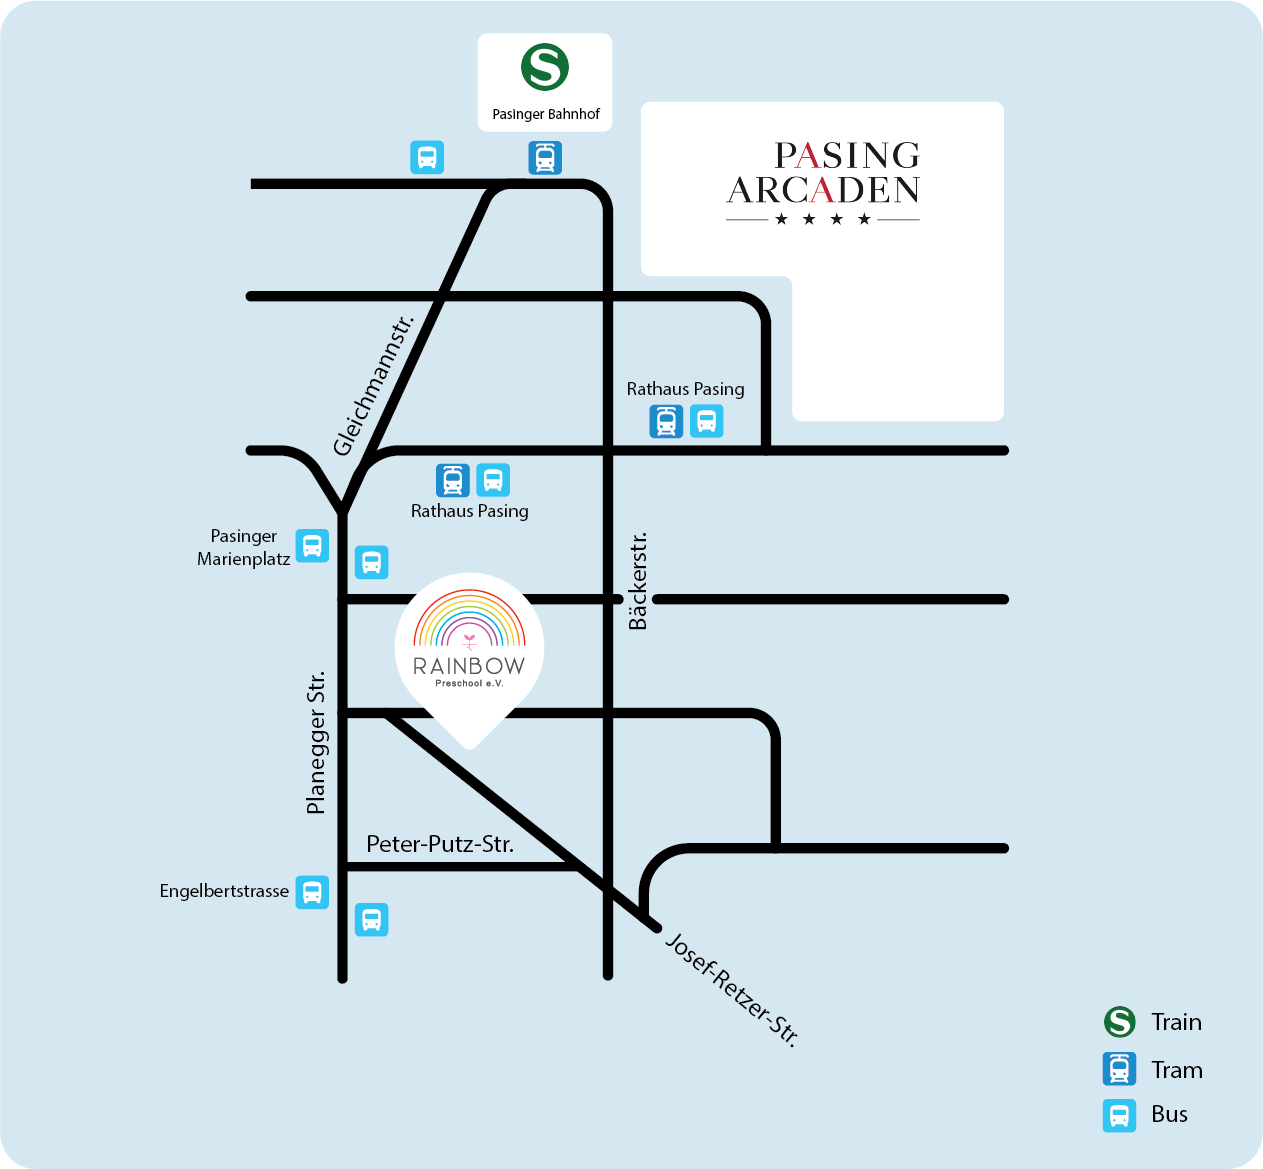 S
Pasinger Bahnhof
PASING
ARCADEN
Gleichmannstr.
Rathaus Pasing
Rathaus Pasing
Pasinger
Marienplatz
Bäckerstr.
RAINBOW
Preschool e.V.
Planegger Str.
Peter-Putz-Str.
Engelbertstrasse
Josef-Retzer-Str.
S Train
Tram
Bus